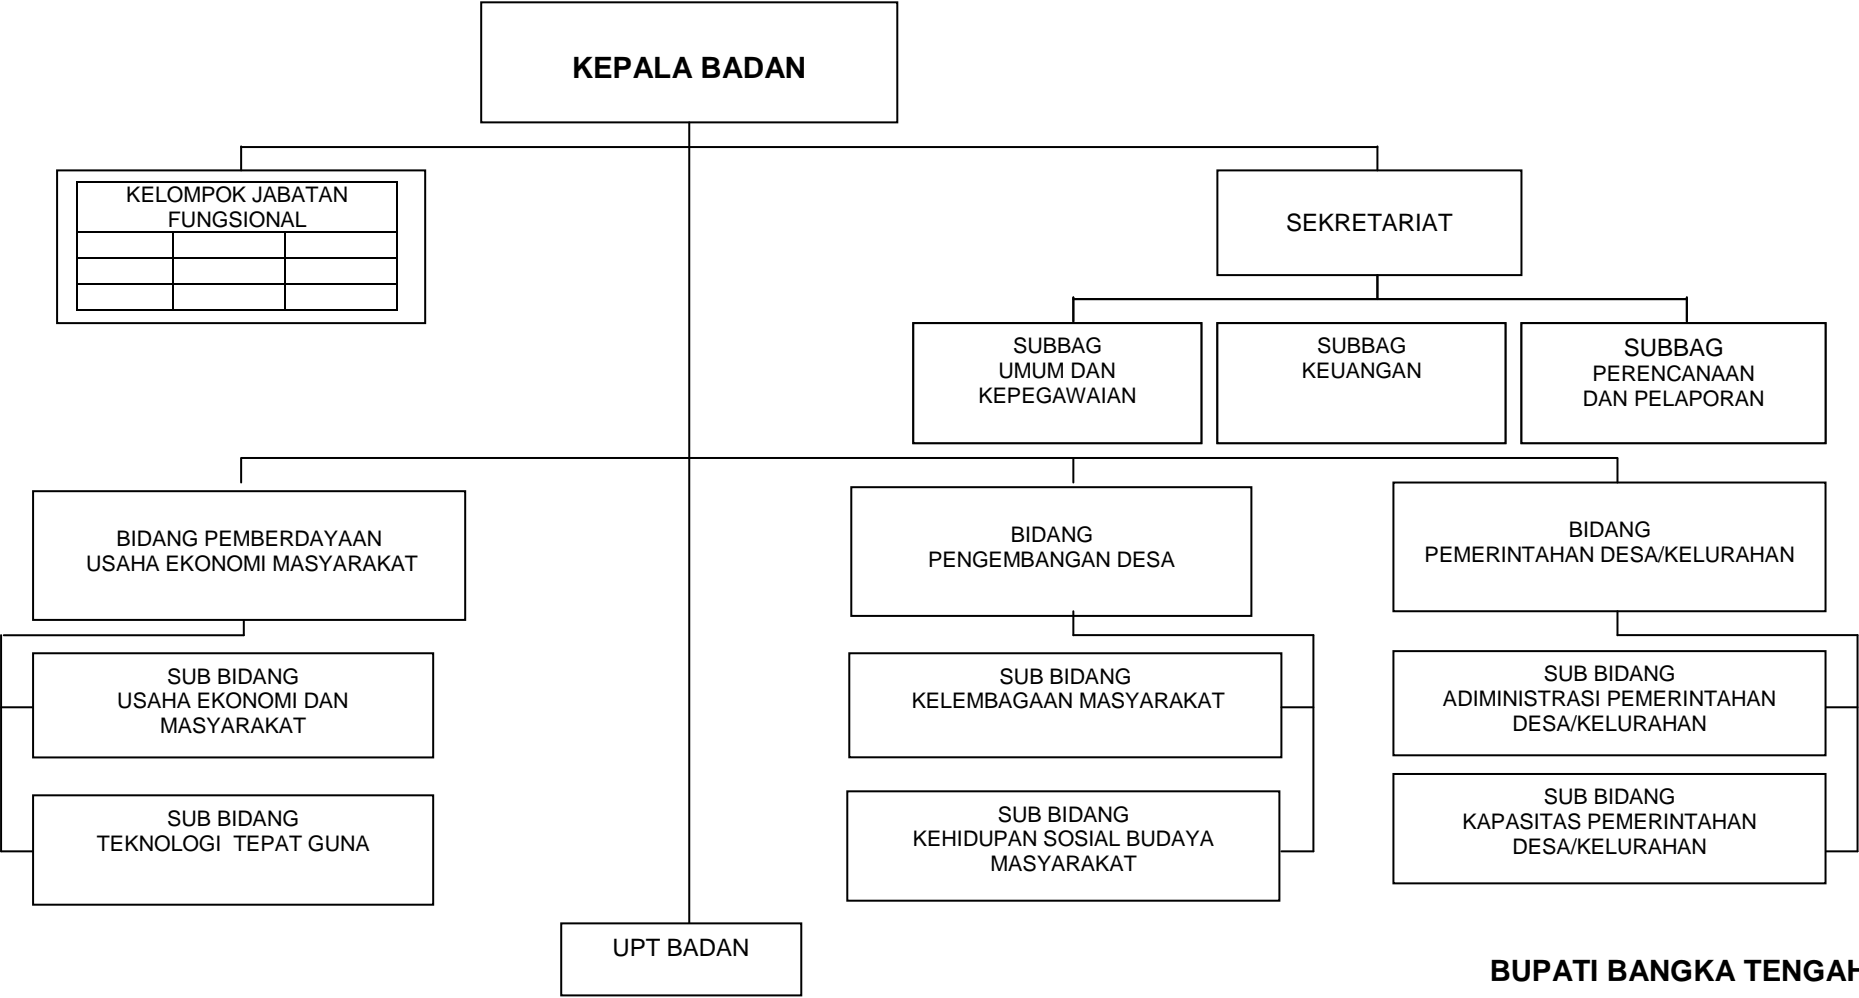 KEPALA BADAN
KELOMPOK JABATAN
FUNGSIONAL
SEKRETARIAT
SUBBAG
UMUM DAN
KEPEGAWAIAN
SUBBAG
KEUANGAN
SUBBAG
PERENCANAAN
DAN PELAPORAN
BIDANG PEMBERDAYAAN
USAHA EKONOMI MASYARAKAT
BIDANG
PENGEMBANGAN DESA
BIDANG
PEMERINTAHAN DESA/KELURAHAN
SUB BIDANG
USAHA EKONOMI DAN
MASYARAKAT
SUB BIDANG
KELEMBAGAAN MASYARAKAT
SUB BIDANG
ADIMINISTRASI PEMERINTAHAN
DESA/KELURAHAN
SUB BIDANG
TEKNOLOGI  TEPAT GUNA
SUB BIDANG
KEHIDUPAN SOSIAL BUDAYA
MASYARAKAT
SUB BIDANG
KAPASITAS PEMERINTAHAN
DESA/KELURAHAN
UPT BADAN
BUPATI BANGKA TENGAH